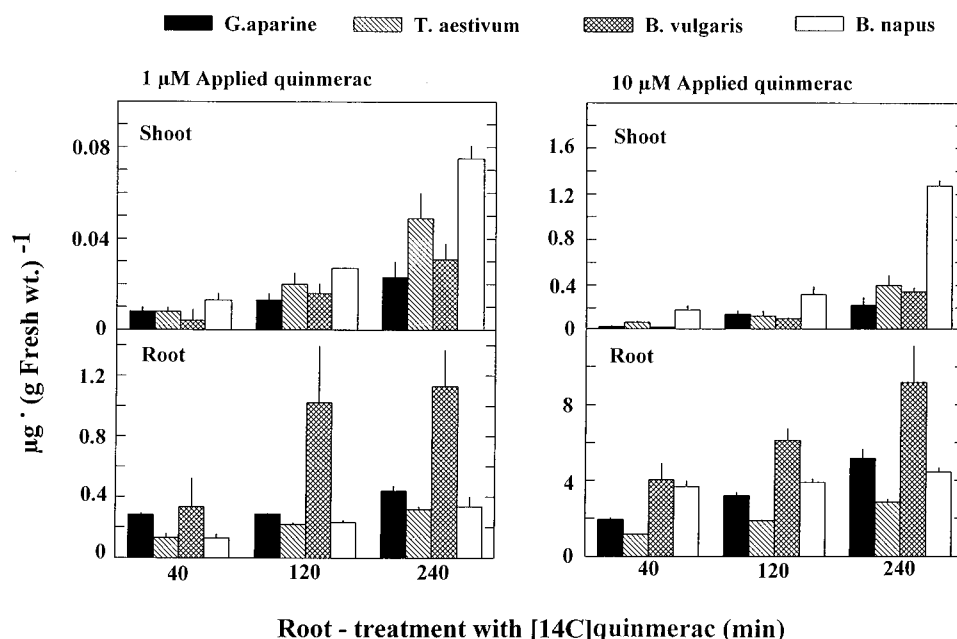 G.aparine T. aestivum B. vulgaris B. napus
1 µM Applied quinmerac
10 µM Applied quinmerac
Shoot
0.08
0.04
0
Root
1.2
0.8
0.4
0
40 120 240
Shoot
1.6
1.2
0.8
0.4
0
Root
8
4
0
40 120 240
µg · (g Fresh wt.) -1
Root - treatment with [14C]quinmerac (min)